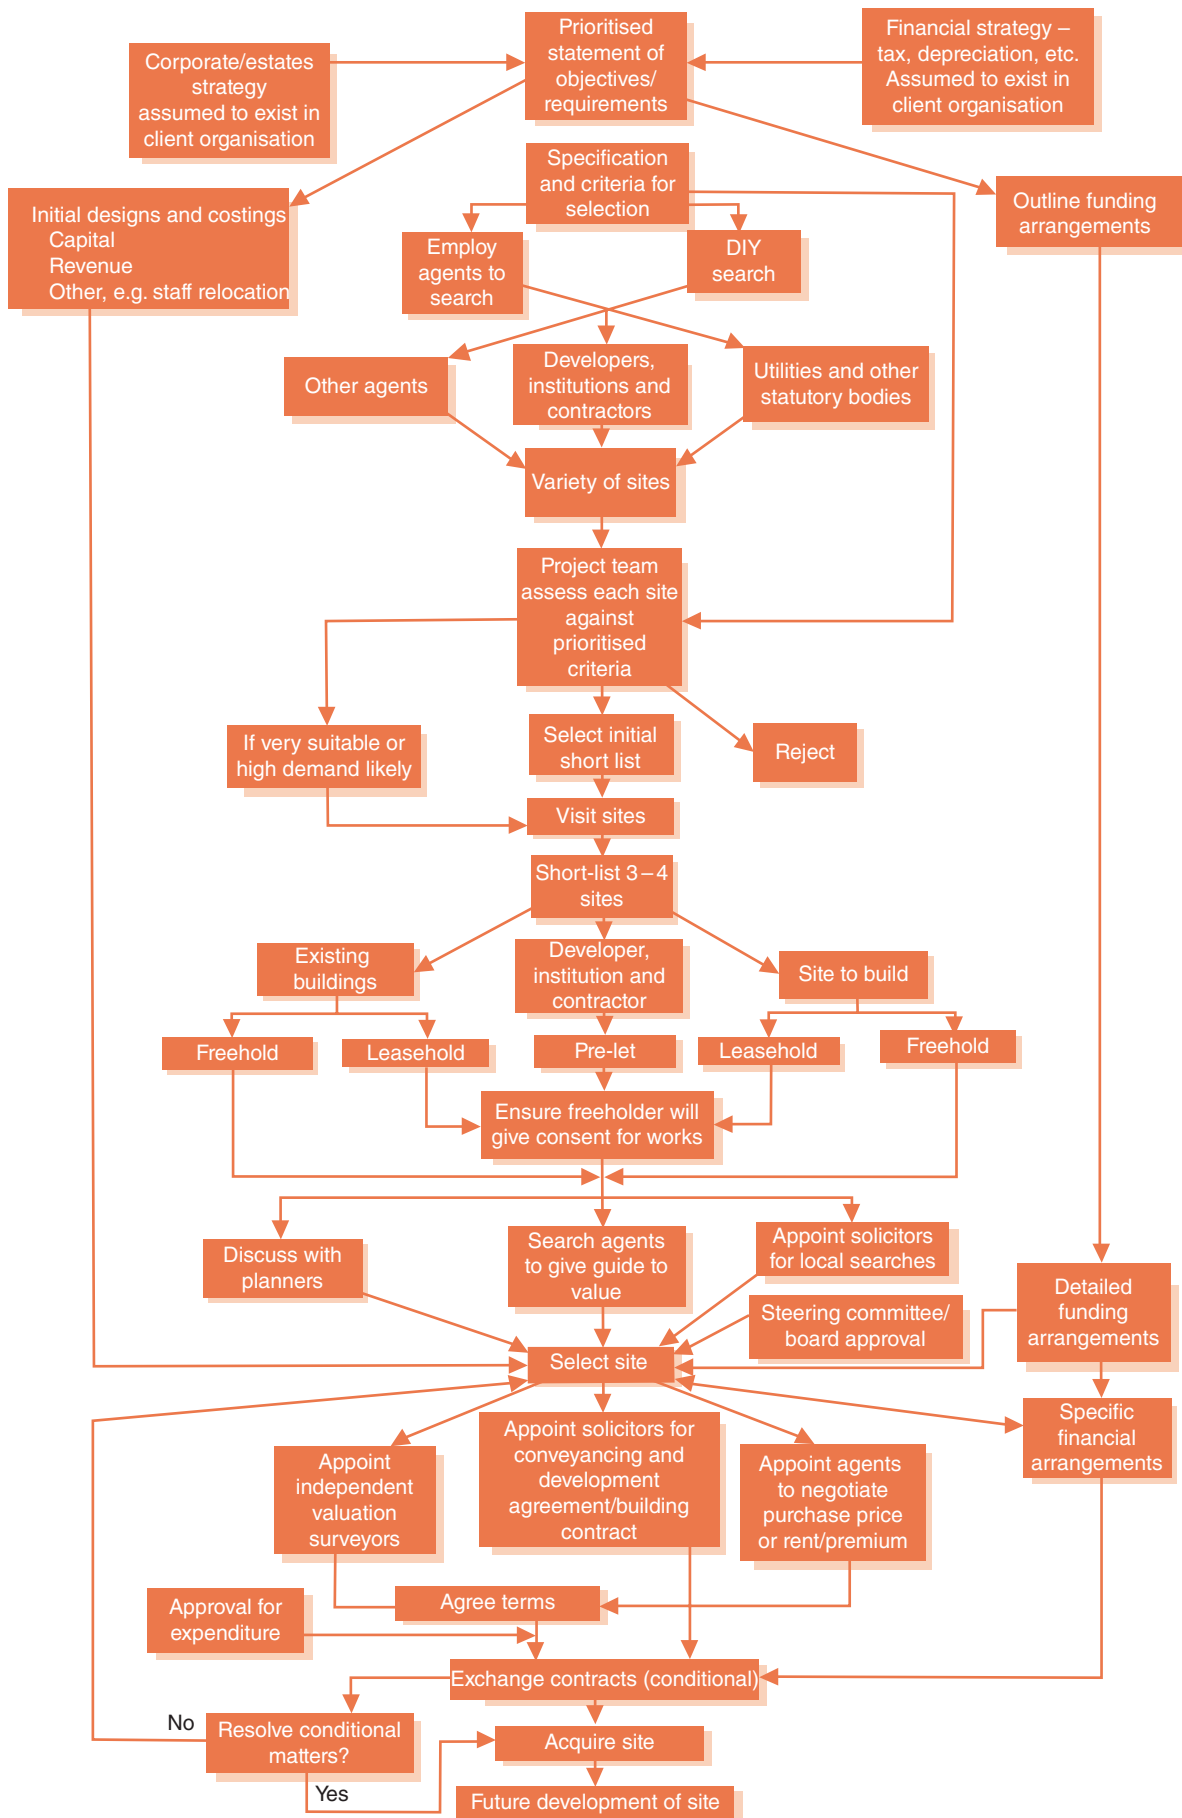 Corporate/estates
strategy
assumed to exist in
client organisation
Prioritised
statement of
objectives/
requirements
Financial strategy –
tax, depreciation, etc.
Assumed to exist in
client organisation
Initial designs and costings
Capital
Revenue
Other, e.g. staff relocation
Specification
and criteria for
selection
Outline funding
arrangements
Employ
agents to
search
DIY
search
Other agents
Developers,
institutions and
contractors
Utilities and other
statutory bodies
Variety of sites
Project team
assess each site
against
prioritised
criteria
If very suitable or
high demand likely
Select initial
short list
Reject
Visit sites
Short-list 3–4
sites
Existing
buildings
Developer,
institution and
contractor
Site to build
Freehold
Leasehold
Pre-let
Leasehold
Freehold
Ensure freeholder will
give consent for works
Discuss with
planners
Search agents
to give guide to
value
Appoint solicitors
for local searches
Steering committee/
board approval
Detailed
funding
arrangements
Select site
Appoint
independent
valuation
surveyors
Appoint solicitors for
conveyancing and
development
agreement/building
contract
Appoint agents
to negotiate
purchase price
or rent/premium
Specific
financial
arrangements
Approval for
expenditure
Agree terms
Exchange contracts (conditional)
No
Resolve conditional
matters?
Yes
Acquire site
Future development of site